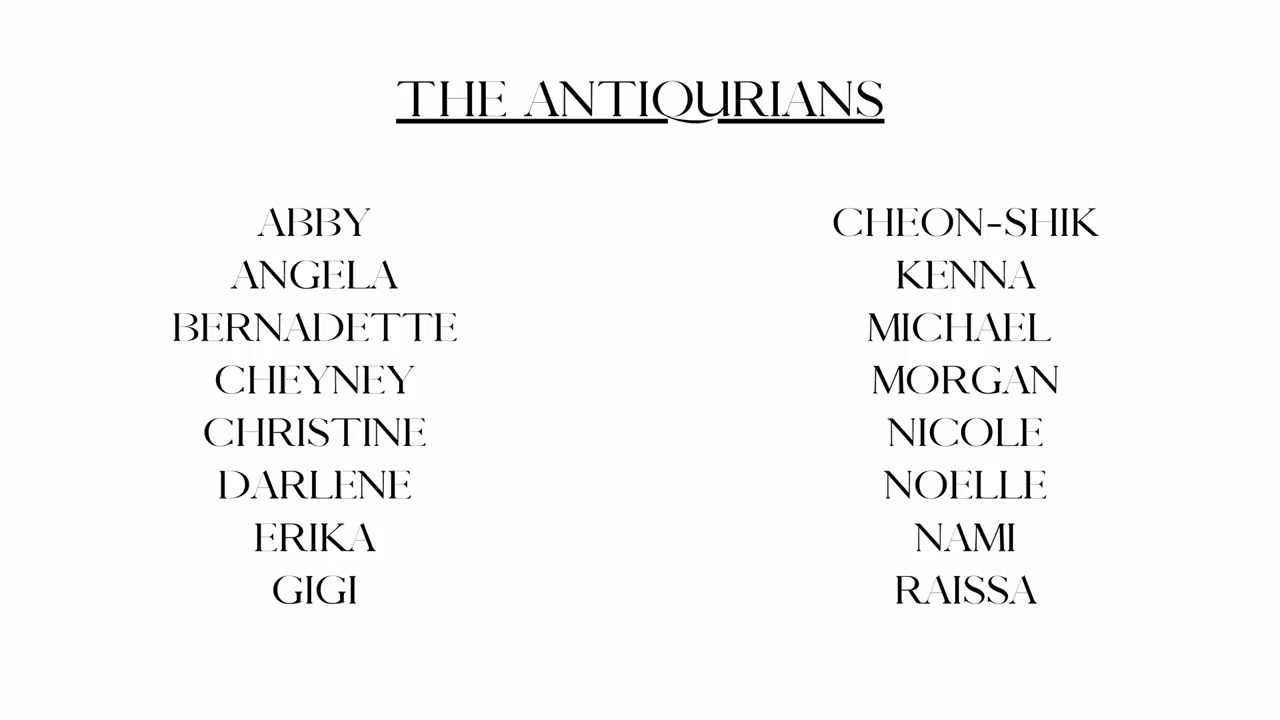 THE ANTIQURIANS
ABBY
ANGELA
BERNADETTE
CHEYNEY
CHRISTINE
DARLENE
ERIKA
GIGI
CHEON-SHIK
KENNA
MICHAEL
MORGAN
NICOLE
NOELLE
NAMI
RAISSA